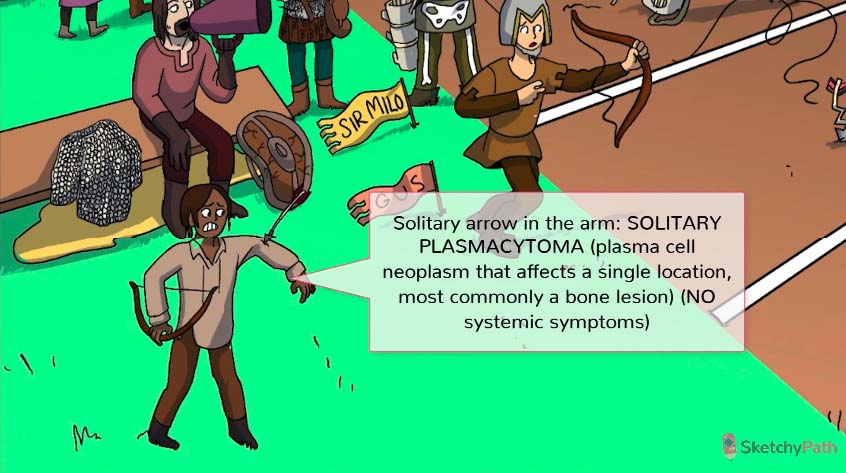 SIR MILO
GUS
Solitary arrow in the arm: SOLITARY
PLASMACYTOMA (plasma cell
neoplasm that affects a single location,
most commonly a bone lesion) (NO
systemic symptoms)
SketchyPath